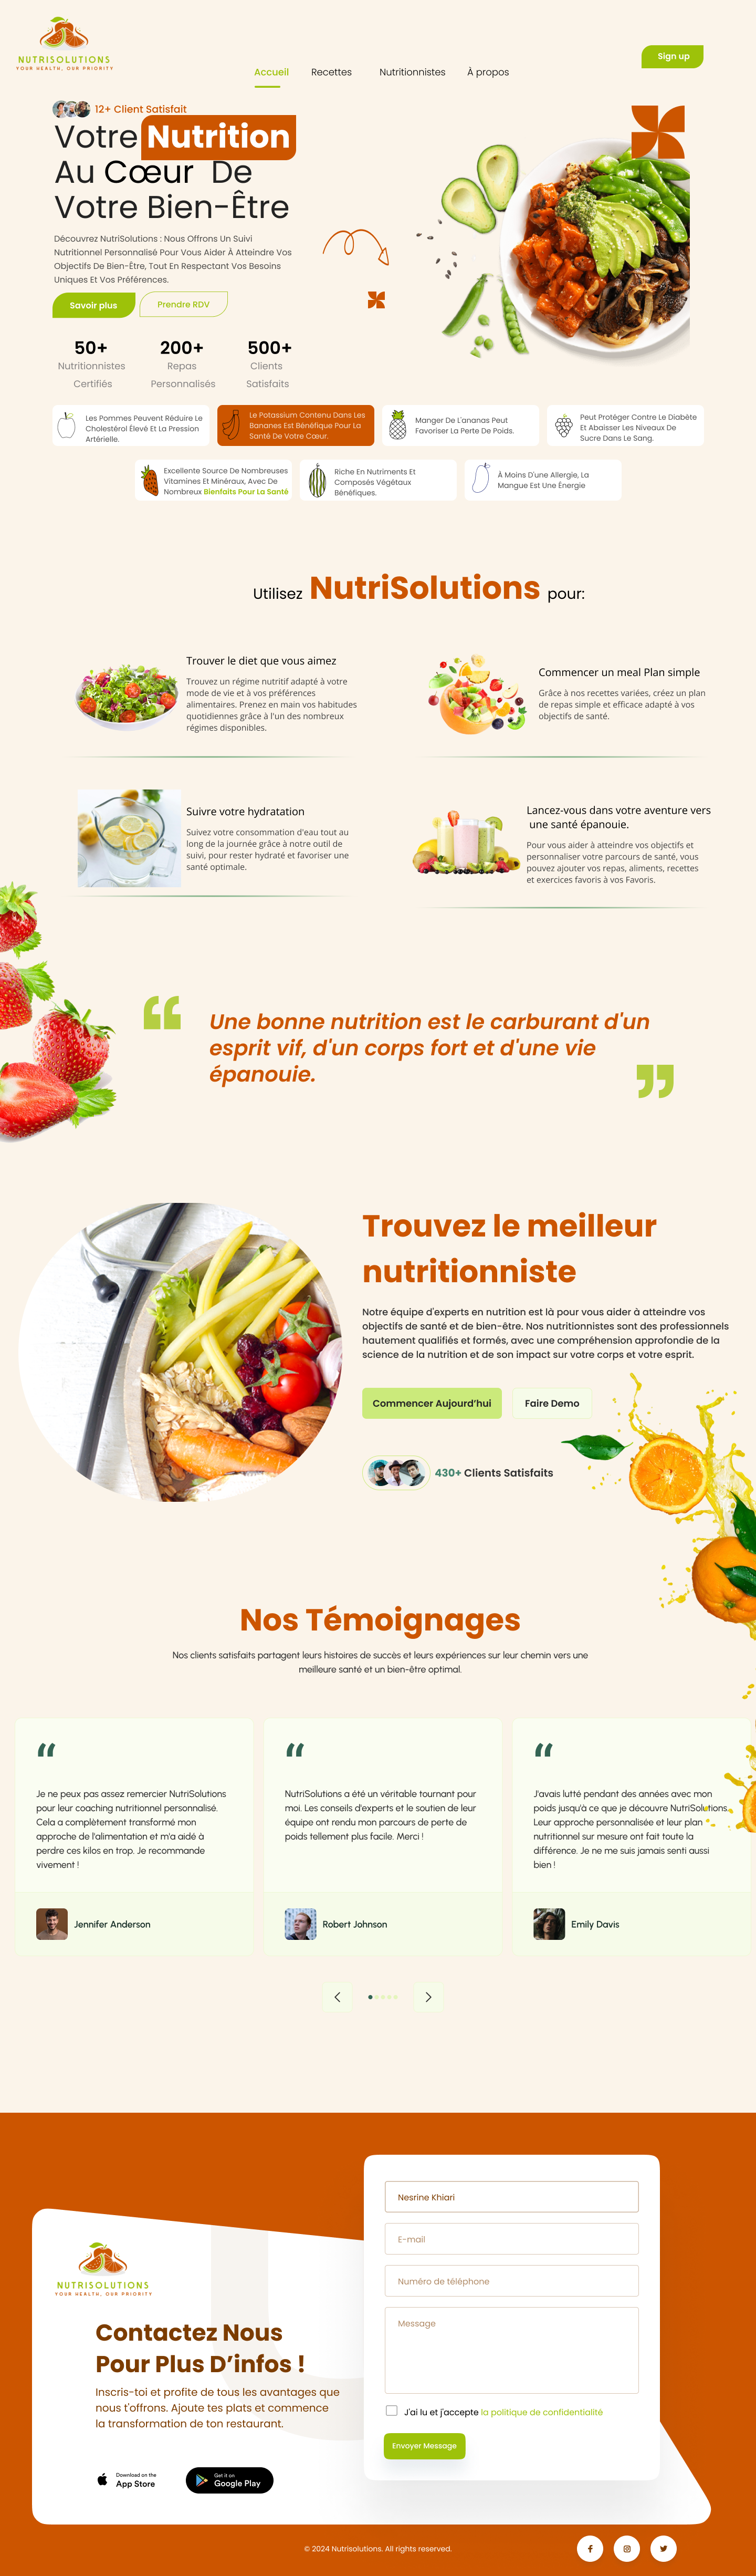 NUTRISOLUTIONS
YOUR HEALTH, OUR PRIORITY
Accueil
Recettes
Nutritionnistes
À propos
Sign up
12+ Client Satisfait
Votre Nutrition
Au Cœur De
Votre Bien-Être
Découvrez NutriSolutions : Nous Offrons Un Suivi
Nutritionnel Personnalisé Pour Vous Aider À Atteindre Vos
Objectifs De Bien-Être, Tout En Respectant Vos Besoins
Uniques Et Vos Préférences.
Savoir plus
Prendre RDV
50+
Nutritionnistes
Certifiés
200+
Repas
Personnalisés
500+
Clients
Satisfaits
Les Pommes Peuvent Réduire Le
Cholestérol Élevé Et La Pression
Artérielle.
Le Potassium Contenu Dans Les
Bananes Est Bénéfique Pour La
Santé De Votre Cœur.
Manger De L'ananas Peut
Favoriser La Perte De Poids.
Peut Protéger Contre Le Diabète
Et Abaisser Les Niveaux De
Sucre Dans Le Sang.
Excellente Source De Nombreuses
Vitamines Et Minéraux, Avec De
Nombreux Bienfaits Pour La Santé
Riche En Nutriments Et
Composés Végétaux
Bénéfiques.
À Moins D'une Allergie, La
Mangue Est Une Énergie
Utilisez NutriSolutions pour:
Trouver le diet que vous aimez
Trouvez un régime nutritif adapté à votre
mode de vie et à vos préférences
alimentaires. Prenez en main vos habitudes
quotidiennes grâce à l'un des nombreux
régimes disponibles.
Commencer un meal Plan simple
Grâce à nos recettes variées, créez un plan
de repas simple et efficace adapté à vos
objectifs de santé.
Suivre votre hydratation
Suivez votre consommation d'eau tout au
long de la journée grâce à notre outil de
suivi, pour rester hydraté et favoriser une
santé optimale.
Lancez-vous dans votre aventure vers
une santé épanouie.
Pour vous aider à atteindre vos objectifs et
personnaliser votre parcours de santé, vous
pouvez ajouter vos repas, aliments, recettes
et exercices favoris à vos Favoris.
Une bonne nutrition est le carburant d'un
esprit vif, d'un corps fort et d'une vie
épanouie.
Trouvez le meilleur
nutritionniste
Notre équipe d'experts en nutrition est là pour vous aider à atteindre vos
objectifs de santé et de bien-être. Nos nutritionnistes sont des professionnels
hautement qualifiés et formés, avec une compréhension approfondie de la
science de la nutrition et de son impact sur votre corps et votre esprit.
Commencer Aujourd'hui
Faire Demo
430+ Clients Satisfaits
Nos Témoignages
Nos clients satisfaits partagent leurs histoires de succès et leurs expériences sur leur chemin vers une
meilleure santé et un bien-être optimal.
Je ne peux pas assez remercier NutriSolutions
pour leur coaching nutritionnel personnalisé.
Cela a complètement transformé mon
approche de l'alimentation et m'a aidé à
perdre ces kilos en trop. Je recommande
vivement !
Jennifer Anderson
NutriSolutions a été un véritable tournant pour
moi. Les conseils d'experts et le soutien de leur
équipe ont rendu mon parcours de perte de
poids tellement plus facile. Merci !
Robert Johnson
J'avais lutté pendant des années avec mon
poids jusqu'à ce que je découvre NutriSolutions.
Leur approche personnalisée et leur plan
nutritionnel sur mesure ont fait toute la
différence. Je ne me suis jamais senti aussi
bien !
Emily Davis
NUTRISOLUTIONS
YOUR HEALTH, OUR PRIORITY
Contactez Nous
Pour Plus D'infos !
Inscris-toi et profite de tous les avantages que
nous t'offrons. Ajoute tes plats et commence
la transformation de ton restaurant.
Download on the
App Store
Get it on
Google Play
Nesrine Khiari
E-mail
Numéro de téléphone
Message
J'ai lu et j'accepte la politique de confidentialité
Envoyer Message
© 2024 Nutrisolutions. All rights reserved.